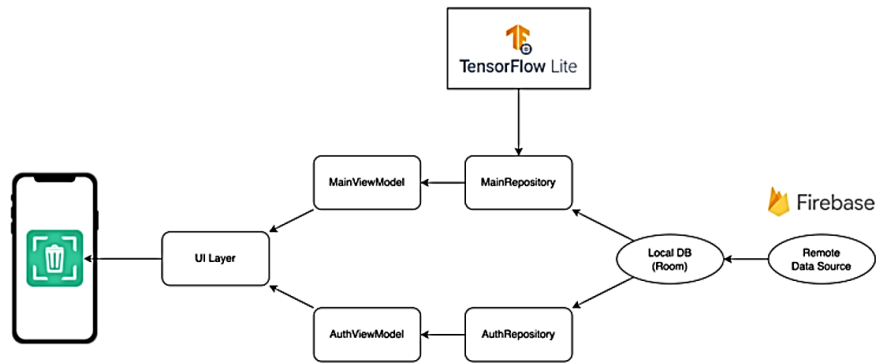 TensorFlow Lite
MainViewModel
MainRepository
Firebase
UI Layer
Local DB
(Room)
Remote
Data Source
AuthViewModel
AuthRepository